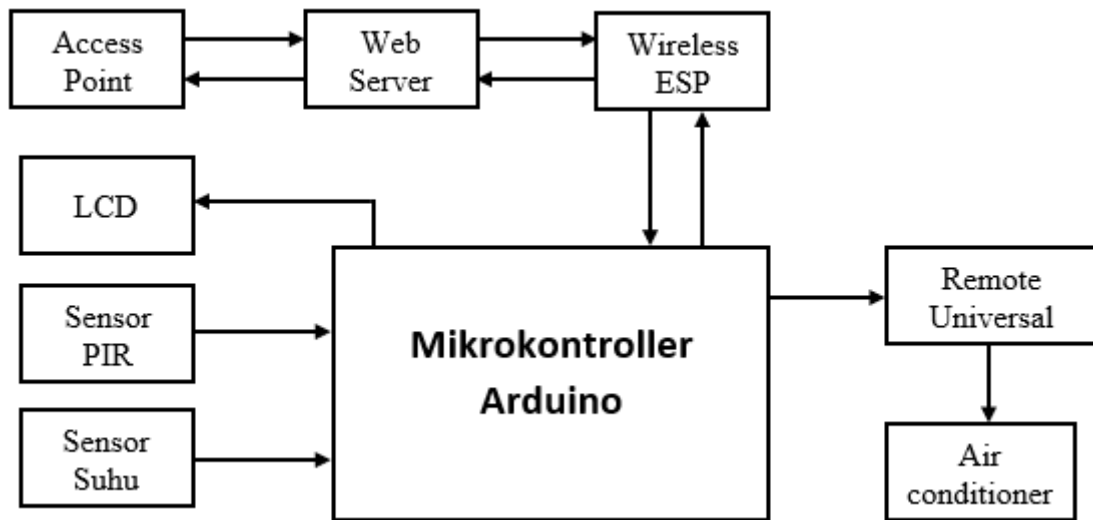 Access
Point
Web
Server
Wireless
ESP
LCD
Sensor
PIR
Sensor
Suhu
Mikrokontroller
Arduino
Remote
Universal
Air
conditioner